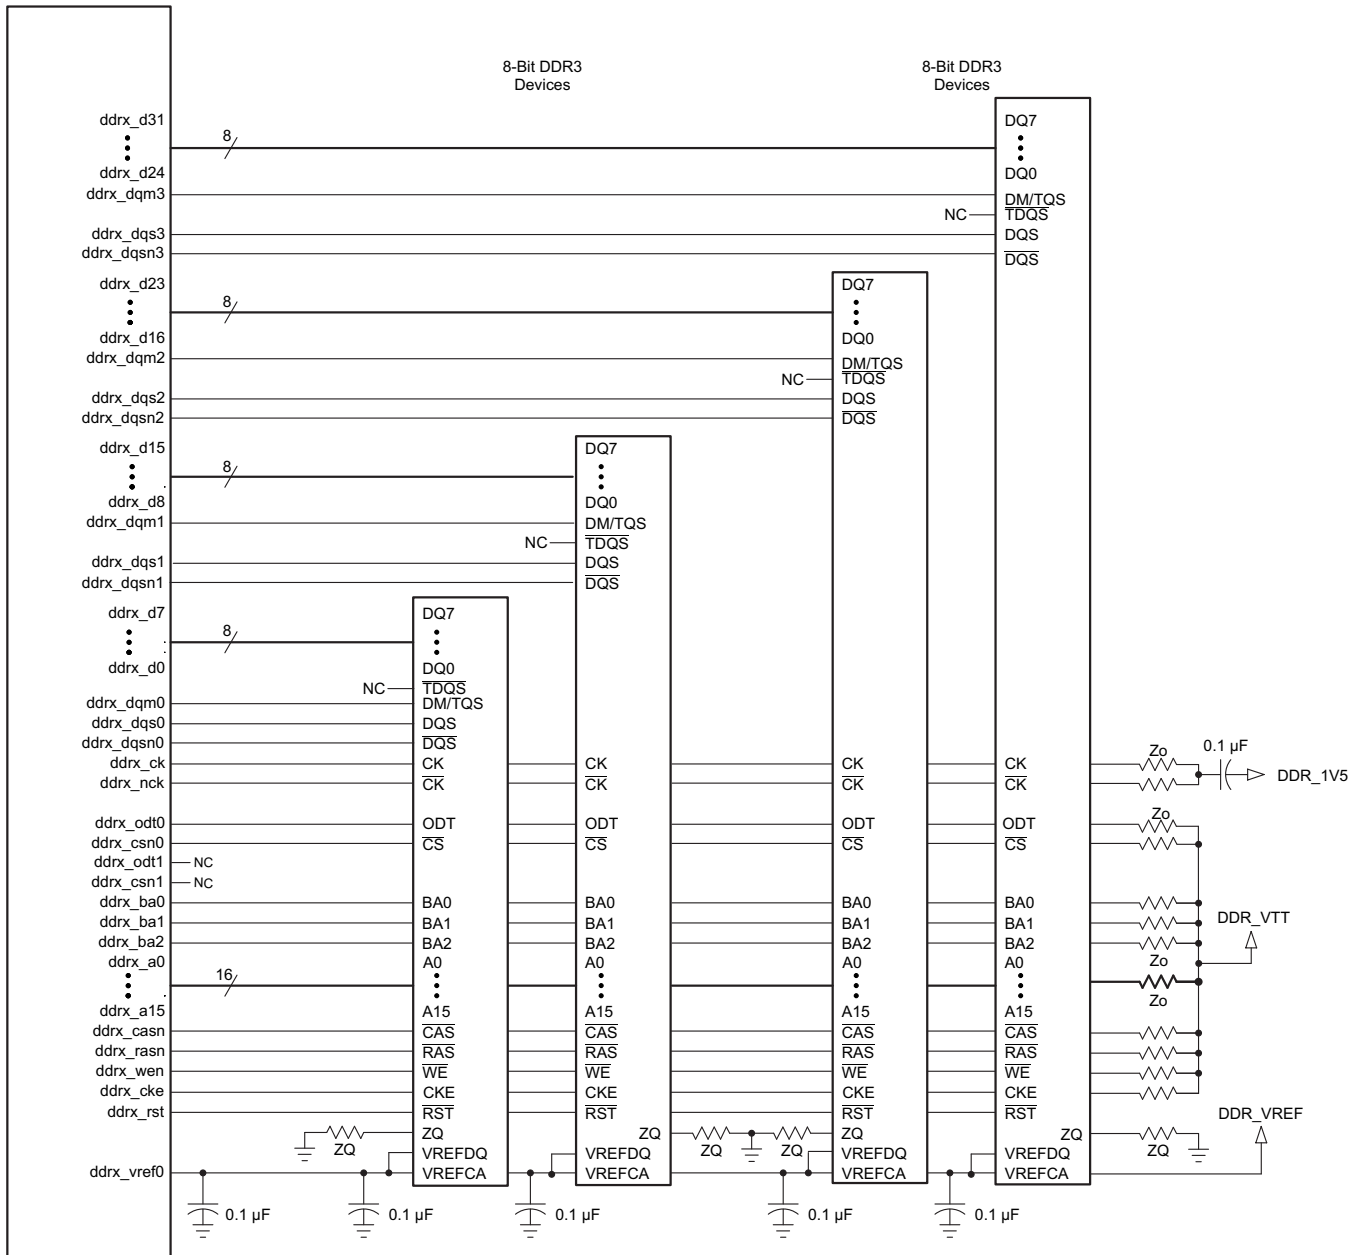 8-Bit DDR3
Devices
8-Bit DDR3
Devices
ddrx_d31
8
DQ7
ddrx_d24
DQ0
ddrx_dqm3
DM/TQS
NC
TDQS
ddrx_dqs3
DQS
ddrx_dqsn3
DQS
ddrx_d23
8
DQ7
ddrx_d16
DQ0
ddrx_dqm2
DM/TQS
NC
TDQS
ddrx_dqs2
DQS
ddrx_dqsn2
DQS
ddrx_d15
8
DQ7
ddrx_d8
DQ0
ddrx_dqm1
DM/TQS
NC
TDQS
ddrx_dqs1
DQS
ddrx_dqsn1
DQS
ddrx_d7
8
DQ7
ddrx_d0
DQ0
NC
TDQS
ddrx_dqm0
DM/TQS
ddrx_dqs0
DQS
ddrx_dqsn0
DQS
Zo
0.1 µF
ddrx_ck
CK
CK
CK
CK
DDR_1V5
ddrx_nck
CK
CK
CK
CK
Zo
ddrx_odt0
ODT
ODT
ODT
ODT
ddrx_csn0
CS
CS
CS
CS
ddrx_odt1
NC
ddrx_csn1
NC
ddrx_ba0
BA0
BA0
BA0
BA0
ddrx_ba1
BA1
BA1
BA1
BA1
DDR_VTT
ddrx_ba2
BA2
BA2
BA2
BA2
ddrx_a0
A0
A0
A0
A0
Zo
16
Zo
ddrx_a15
A15
A15
A15
A15
ddrx_casn
CAS
CAS
CAS
CAS
ddrx_rasn
RAS
RAS
RAS
RAS
ddrx_wen
WE
WE
WE
WE
ddrx_cke
CKE
CKE
CKE
CKE
ddrx_rst
RST
RST
RST
RST
DDR_VREF
ZQ
ZQ
ZQ
ZQ
ZQ
ZQ
ZQ
ZQ
VREFDQ
VREFDQ
VREFDQ
VREFDQ
ddrx_vref0
VREFCA
VREFCA
VREFCA
VREFCA
0.1 µF
0.1 µF
0.1 µF
0.1 µF
0.1 µF